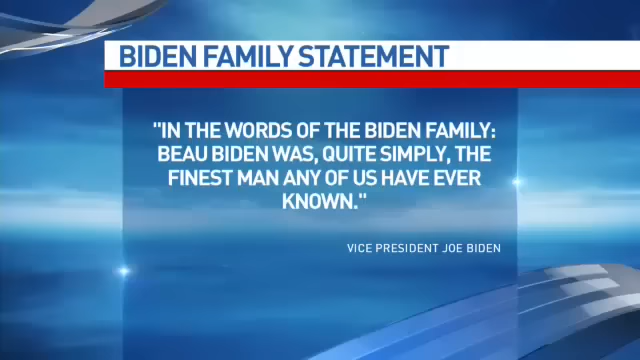 BIDEN FAMILY STATEMENT
"IN THE WORDS OF THE BIDEN FAMILY:
BEAU BIDEN WAS, QUITE SIMPLY, THE
FINEST MAN ANY OF US HAVE EVER
KNOWN."
VICE PRESIDENT JOE BIDEN